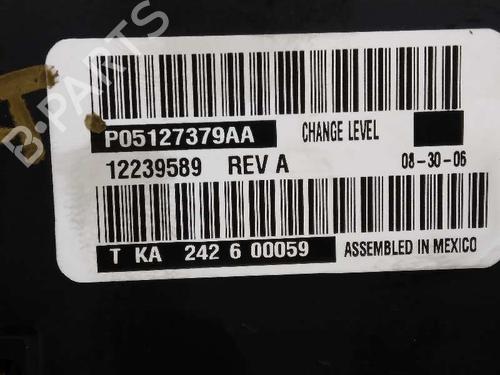 P05127379AA CHANGE LEVEL
12239589 REV A 08-30-06
T KA 242 6 00059 ASSEMBLED IN MEXICO
B-PARTS